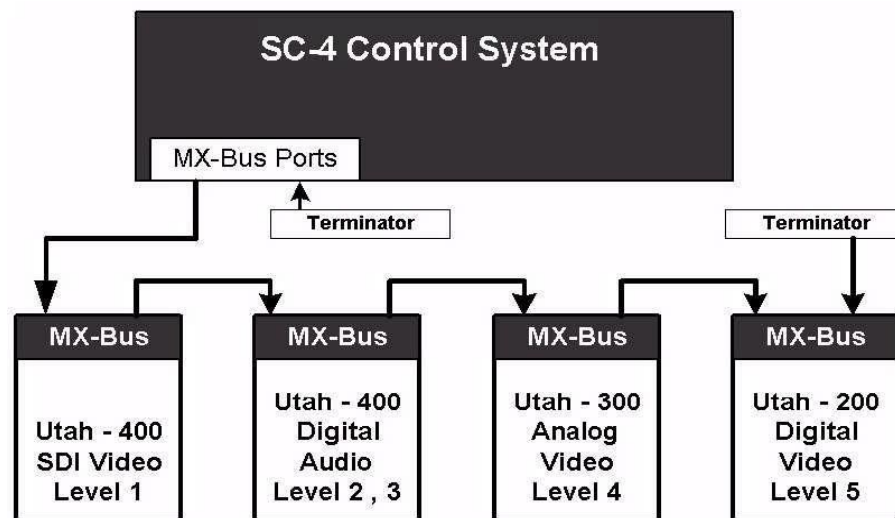 SC-4 Control System
MX-Bus Ports
Terminator
Terminator
MX-Bus
MX-Bus
MX-Bus
MX-Bus
Utah - 400
SDI Video
Level 1
Utah - 400
Digital
Audio
Level 2 , 3
Utah - 300
Analog
Video
Level 4
Utah - 200
Digital
Video
Level 5